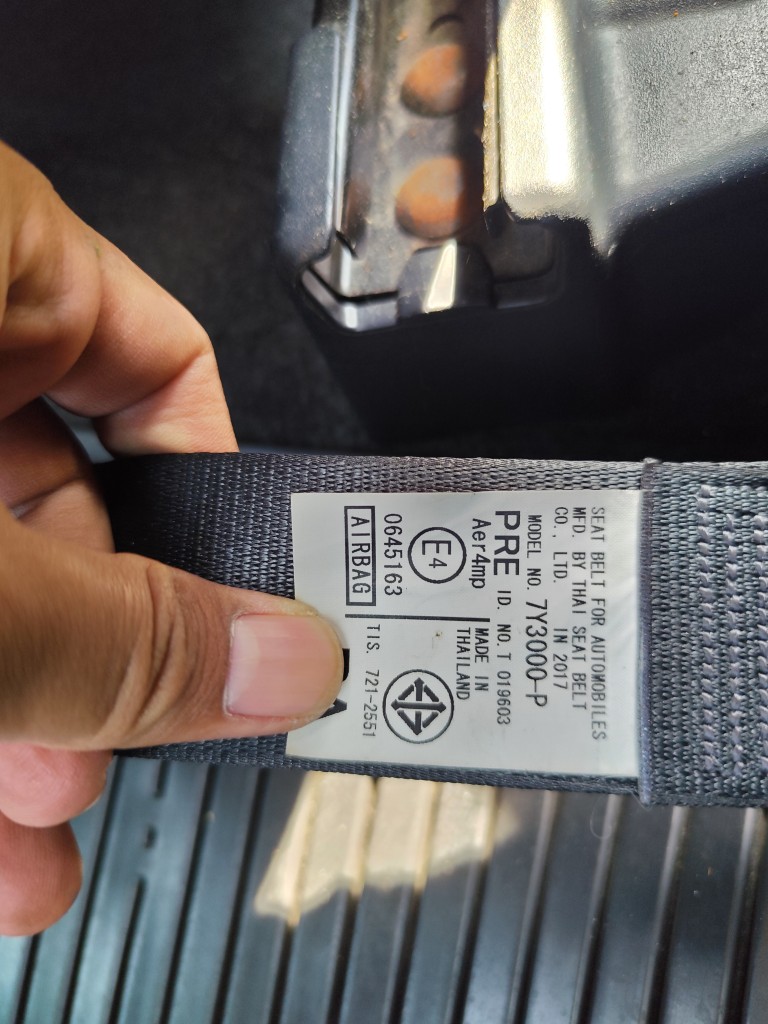 SEAT BELT FOR AUTOMOBILES
MFD. BY THAI SEAT BELT
CO., LTD. IN 2017
MODEL NO. 7Y3000-P
PRE ID. NO. T 019603
Aer4mp
E4
0645163
AIRBAG
MADE IN
THAILAND
TIS. 721-2551